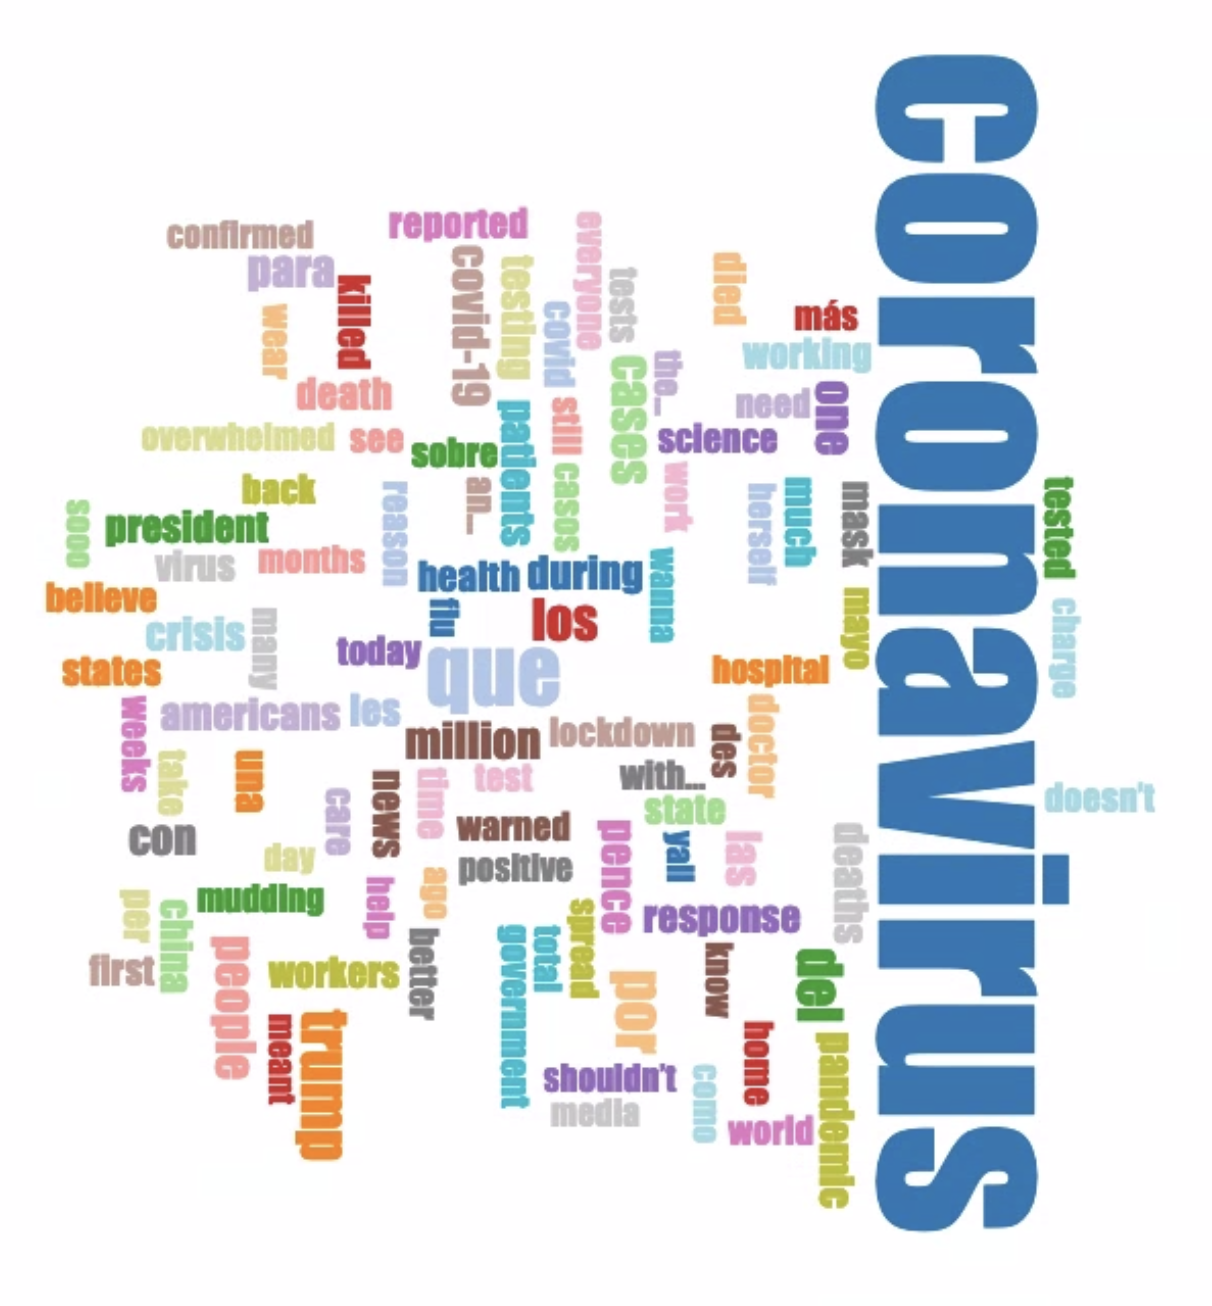 coronavirus
reported
confirmed
everyone
para
covid-19
testing
died
tests
killed
wear
covid
más
working
death
cases
the...
need
one
patients
still
overwhelmed
see
sobre
science
casos
work
back
an...
reason
herself
much
mask
tested
sooo
president
virus
months
health
during
wanna
believe
flu
los
mayo
charge
crisis
many
today
que
states
hospital
weeks
americans
les
million
lockdown
des
doctor
take
uma
care
news
time
test
with...
doesn't
state
con
warned
pence
yall
las
deaths
day
positive
mudding
help
ago
per
china
response
spread
first
people
workers
better
government
total
por
know
del
meant
trump
home
pandemic
shouldn't
media
como
world